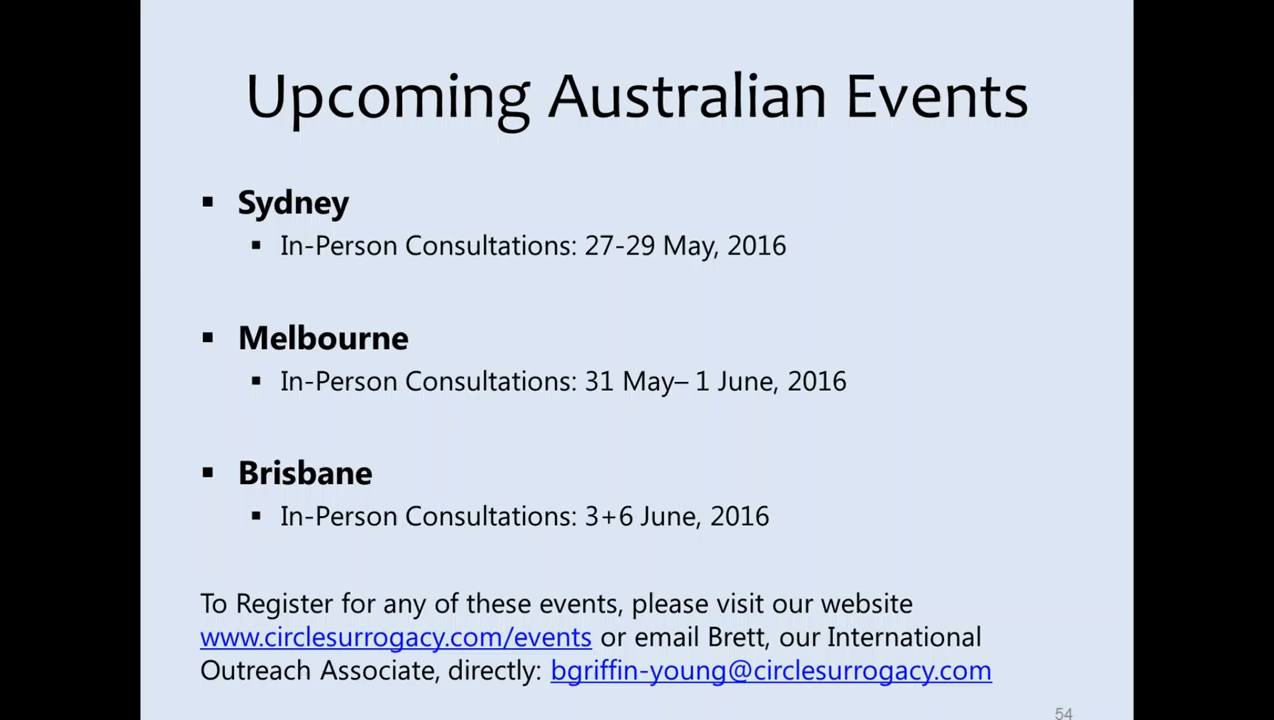 Upcoming Australian Events
▪ Sydney
▪ In-Person Consultations: 27-29 May, 2016
▪ Melbourne
▪ In-Person Consultations: 31 May– 1 June, 2016
▪ Brisbane
▪ In-Person Consultations: 3+6 June, 2016
To Register for any of these events, please visit our website
www.circlesurrogacy.com/events or email Brett, our International
Outreach Associate, directly: bgriffin-young@circlesurrogacy.com
54